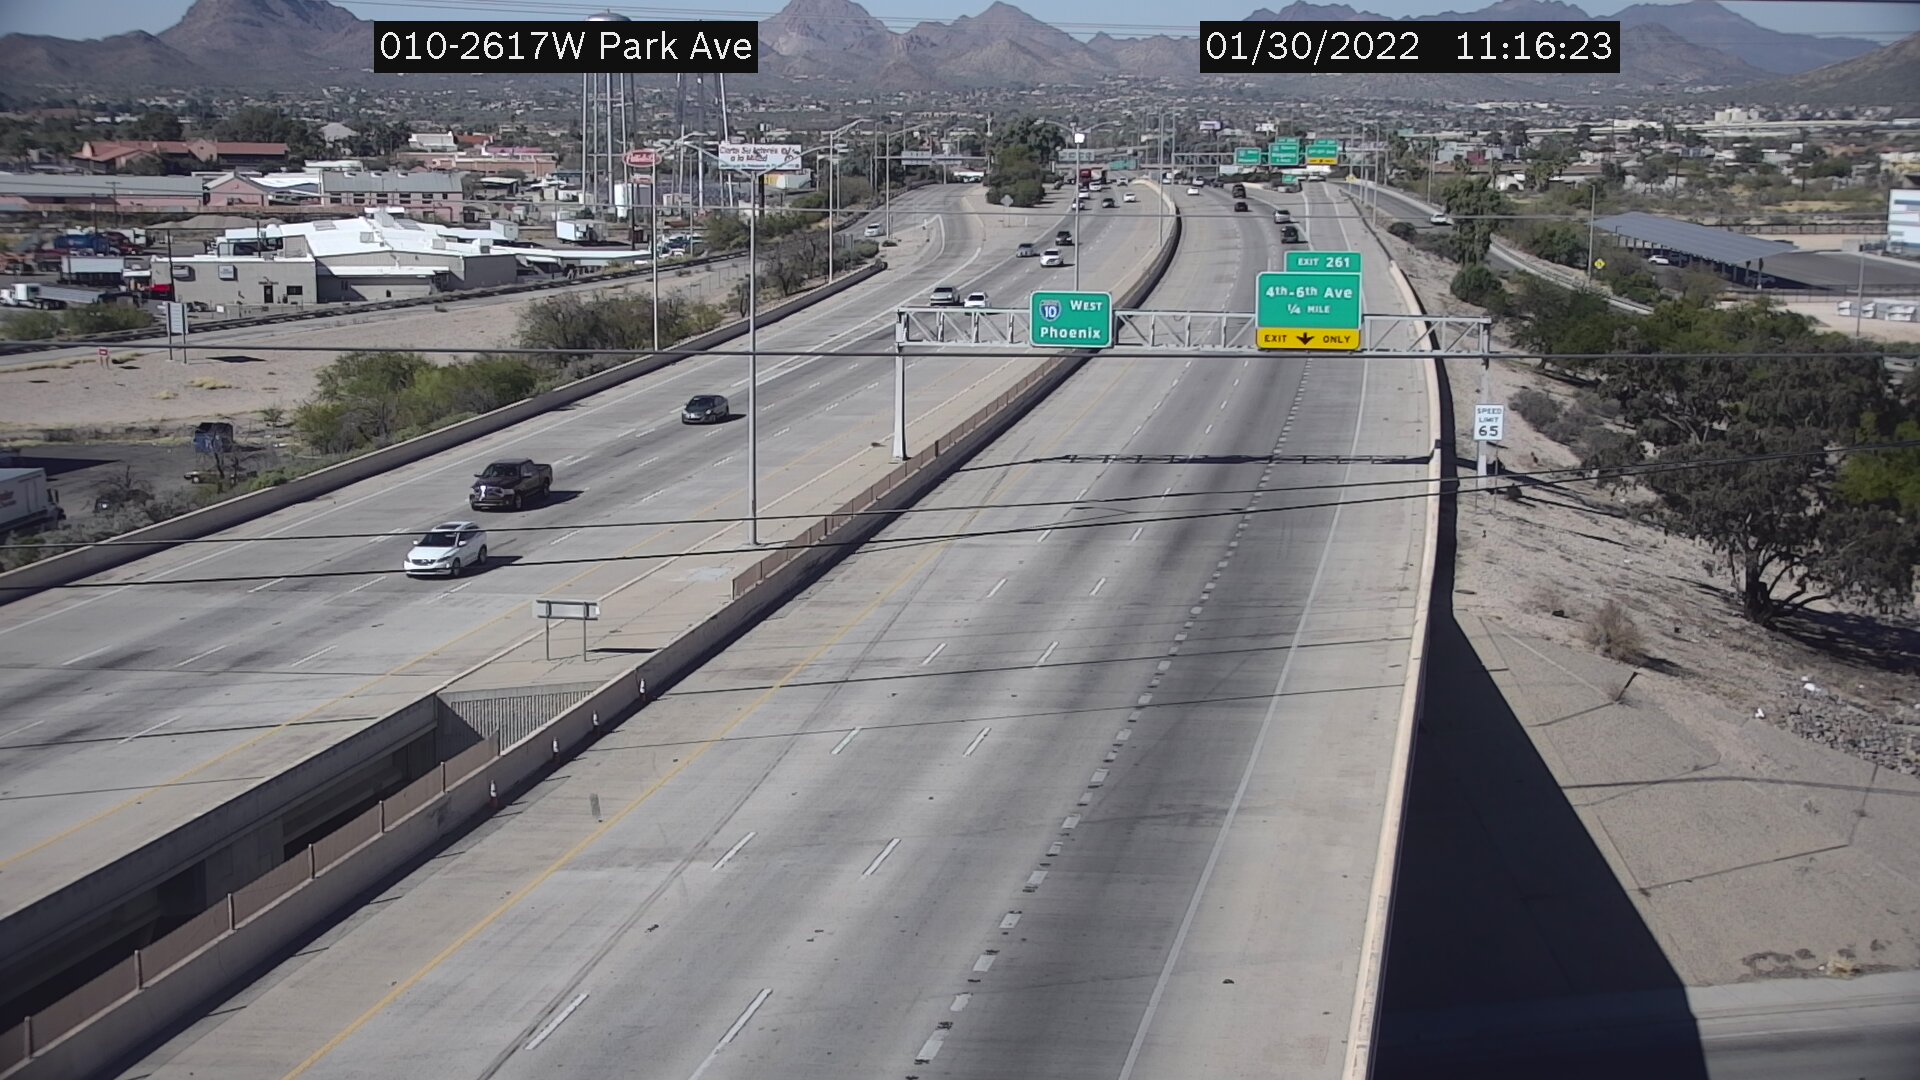 010-2617W Park Ave
01/30/2022 11:16:23
EXIT 261
4th-6th Ave
1/4 MILE
EXIT ONLY
10 WEST
Phoenix
SPEED
LIMIT
65